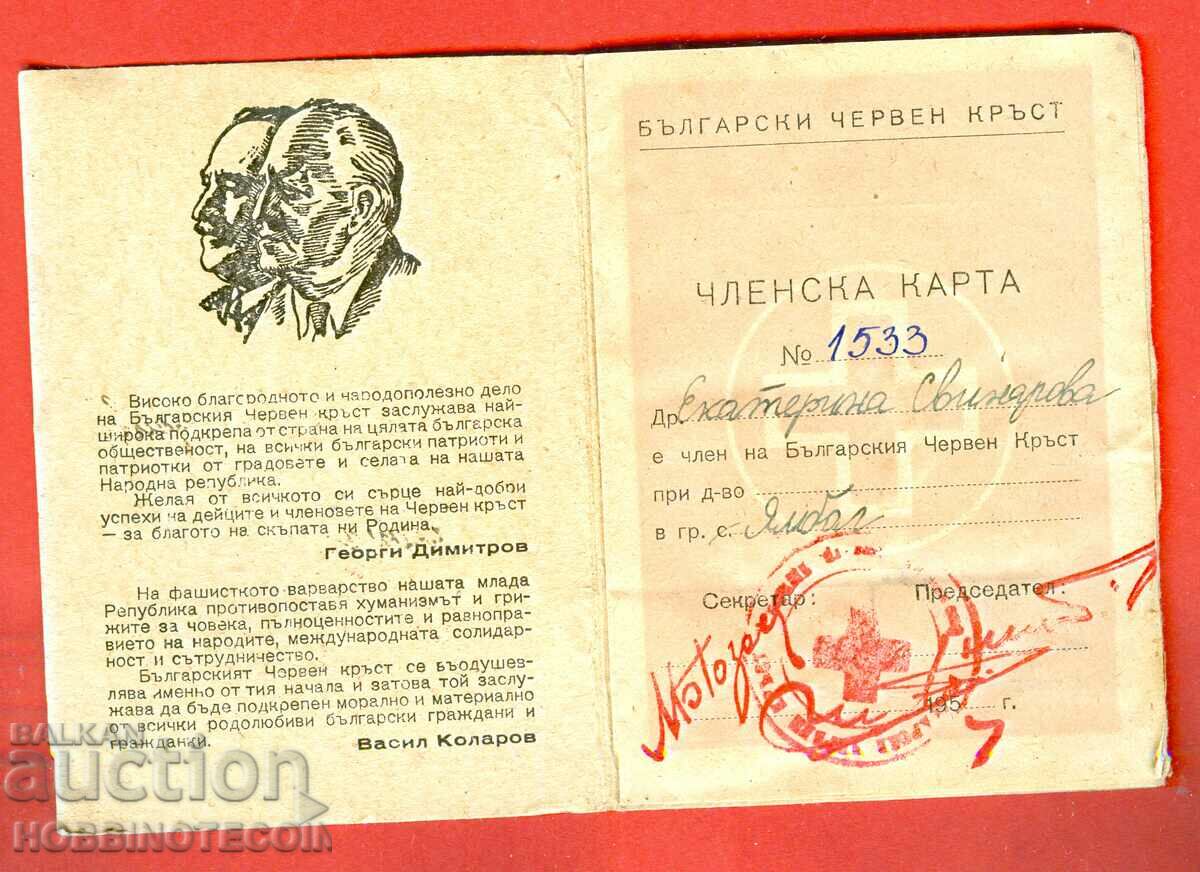 Високо благородното и народополезно дело
на Българския Червен кръст заслужава най-
широка подкрепа от страна на цялата българска
общественост, на всички български патриоти и
патриотки от градовете и селата на нашата
Народна република.
Желая от всичкото си сърце най-добри
успехи на дейците и членовете на Червен кръст
— за благото на скъпата ни Родина.
Георги Димитров
На фашисткото варварство нашата млада
Република противопоставя хуманизмът и гри-
жите за човека, пълноценностите и равнопра-
вието на народите, международната солидар-
ност и сътрудничество.
Българският Червен кръст се въодушев-
лява именьо от тия начала и затова той заслу-
жава да бъде подкрепен морално и материално
от всички родолюбиви български граждани и
гражданки.
Васил Коларов
БЪЛГАРСКИ ЧЕРВЕН КРЪСТ
ЧЛЕНСКА КАРТА
№ 1533
Др. Екатерина Свинарова
е член на Българския Червен Кръст
при д-во
в гр. с. Ямбол
Секретар: Председател:
195 г.
7
BALKAN
auction
HOBBINOTECOIN